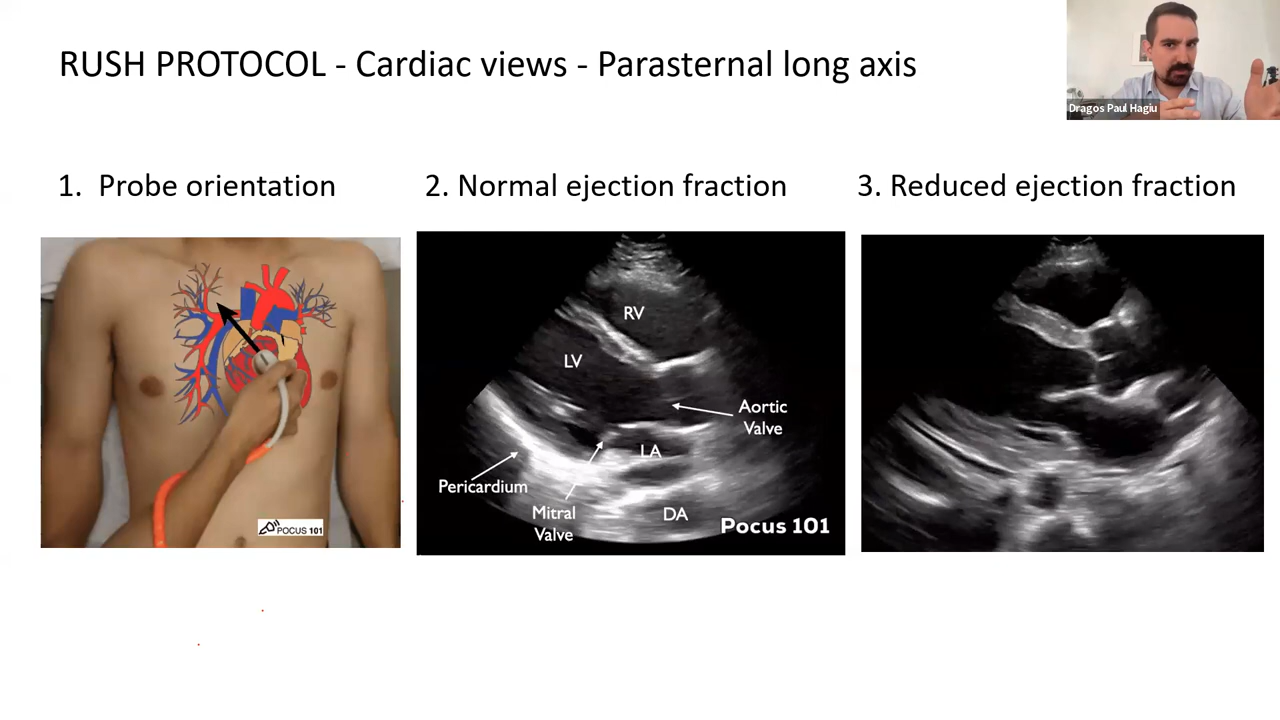 RUSH PROTOCOL - Cardiac views - Parasternal long axis
Dragos Paul Hagiu
1. Probe orientation
2. Normal ejection fraction
3. Reduced ejection fraction
POCUS 101
RV
LV
Aortic
Valve
LA
Pericardium
Mitral
Valve
DA
Pocus 101